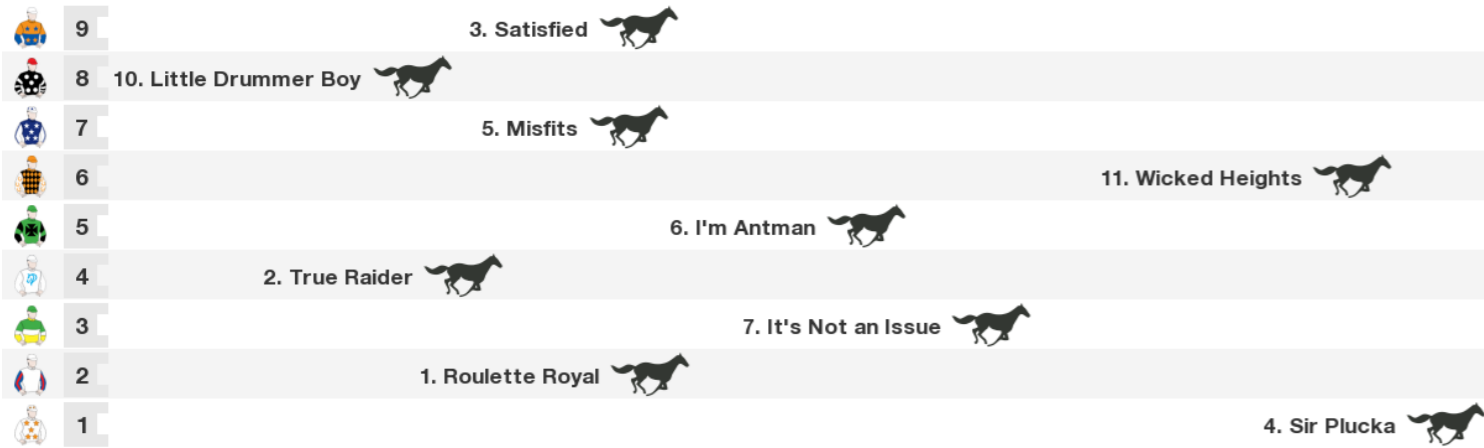 9 3. Satisfied
8 10. Little Drummer Boy
7 5. Misfits
6 11. Wicked Heights
5 6. I'm Antman
4 2. True Raider
3 7. It's Not an Issue
2 1. Roulette Royal
1 4. Sir Plucka